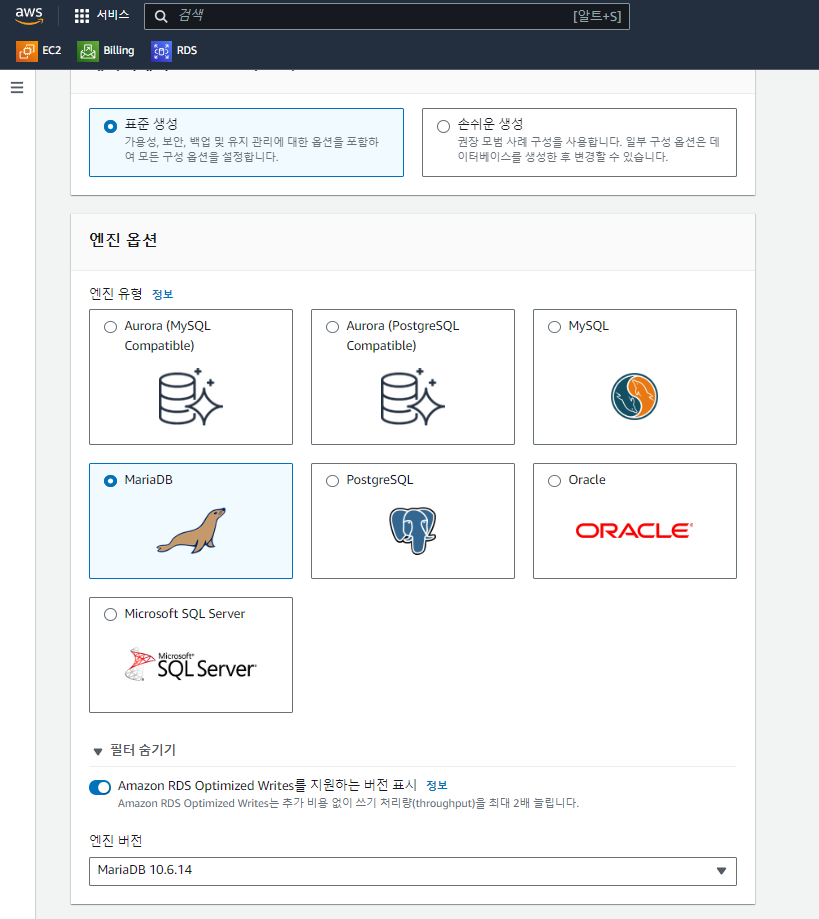 aws
서비스
검색
[알트+S]
EC2
Billing
RDS
표준 생성
가용성, 보안, 백업 및 유지 관리에 대한 옵션을 포함하
여 모든 구성 옵션을 설정합니다.
손쉬운 생성
권장 모범 사례 구성을 사용합니다. 일부 구성 옵션은 데
이터베이스를 생성한 후 변경할 수 있습니다.
엔진 옵션
엔진 유형 정보
Aurora (MySQL
Compatible)
Aurora (PostgreSQL
Compatible)
MySQL
MariaDB
PostgreSQL
Oracle
ORACLE
Microsoft SQL Server
Microsoft
SQL Server
필터 숨기기
Amazon RDS Optimized Writes를 지원하는 버전 표시 정보
Amazon RDS Optimized Writes는 추가 비용 없이 쓰기 처리량(throughput)을 최대 2배 늘립니다.
엔진 버전
MariaDB 10.6.14